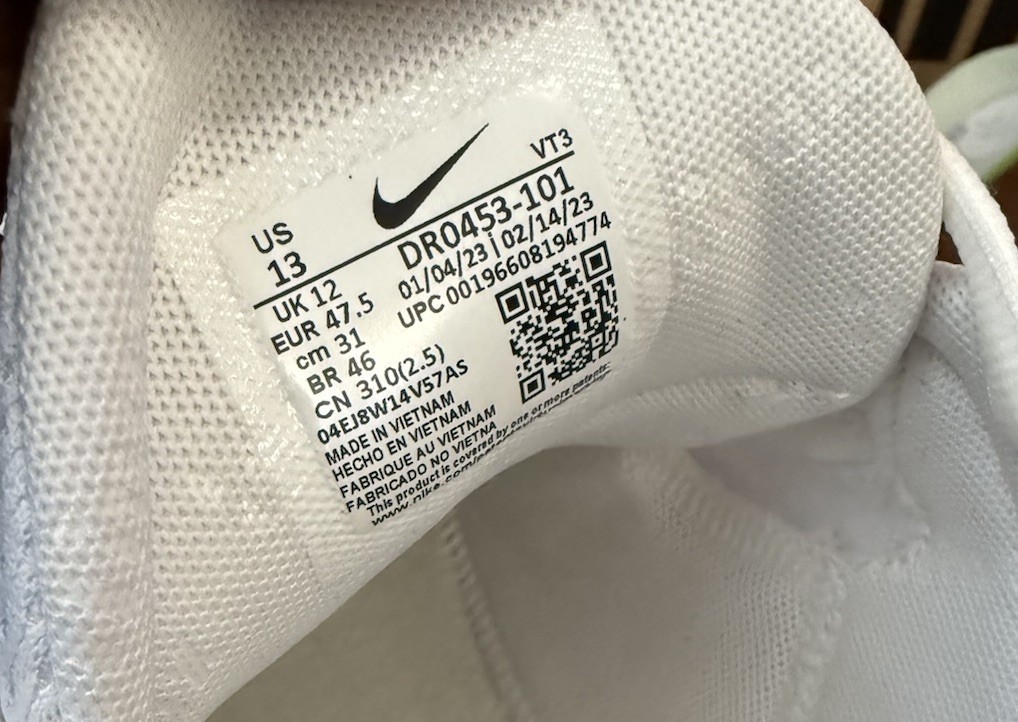 VT3
US
13
DR0453-101
01/04/23 | 02/14/23
UPC 00196608194774
UK 12
EUR 47.5
cm 31
BR 46
CN 310(2.5)
04EJ8W14V57AS
MADE IN VIETNAM
HECHO EN VIETNAM
FABRIQUE AU VIETNAM
FABRICADO NO VIETNA
This product is covered by one or more patents: